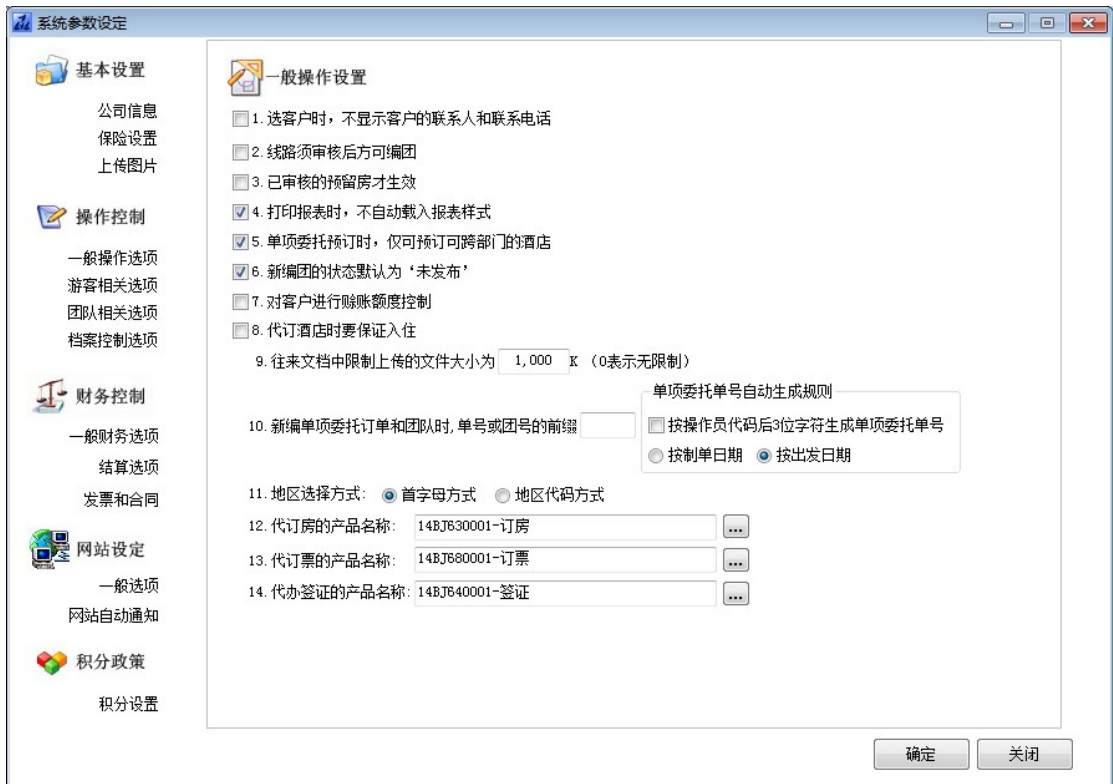 系统参数设定
基本设置
公司信息
保险设置
上传图片
操作控制
一般操作选项
游客相关选项
团队相关选项
档案控制选项
财务控制
一般财务选项
结算选项
发票和合同
网站设定
一般选项
网站自动通知
积分政策
积分设置
一般操作设置
1. 选客户时，不显示客户的联系人和联系电话
2. 线路须审核后方可编团
3. 已审核的预留房才生效
4. 打印报表时，不自动载入报表样式
5. 单项委托预订时，仅可预订可跨部门的酒店
6. 新编团的状态默认为‘未发布’
7. 对客户进行赊账额度控制
8. 代订酒店时要保证入住
9. 往来文档中限制上传的文件大小为 1,000 K （0表示无限制）
10. 新编单项委托订单和团队时, 单号或团号的前缀
单项委托单号自动生成规则
按操作员代码后3位字符生成单项委托单号
按制单日期 按出发日期
11. 地区选择方式: 首字母方式 地区代码方式
12. 代订房的产品名称: 14BJ630001-订房 ...
13. 代订票的产品名称: 14BJ680001-订票 ...
14. 代办签证的产品名称: 14BJ640001-签证 ...
确定 关闭